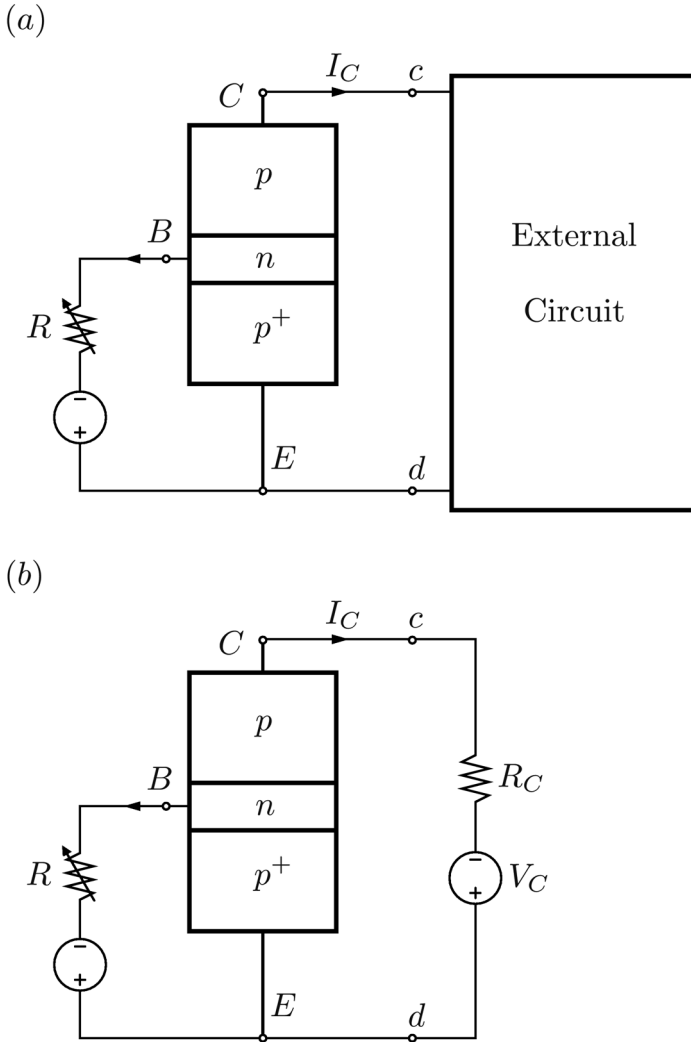 (a)
I_C c
C
p
B
n
External
R
p⁺
Circuit
−
+
E d
(b)
I_C c
C
p
B
R_C
n
R
p⁺
−
+
V_C
−
+
E d